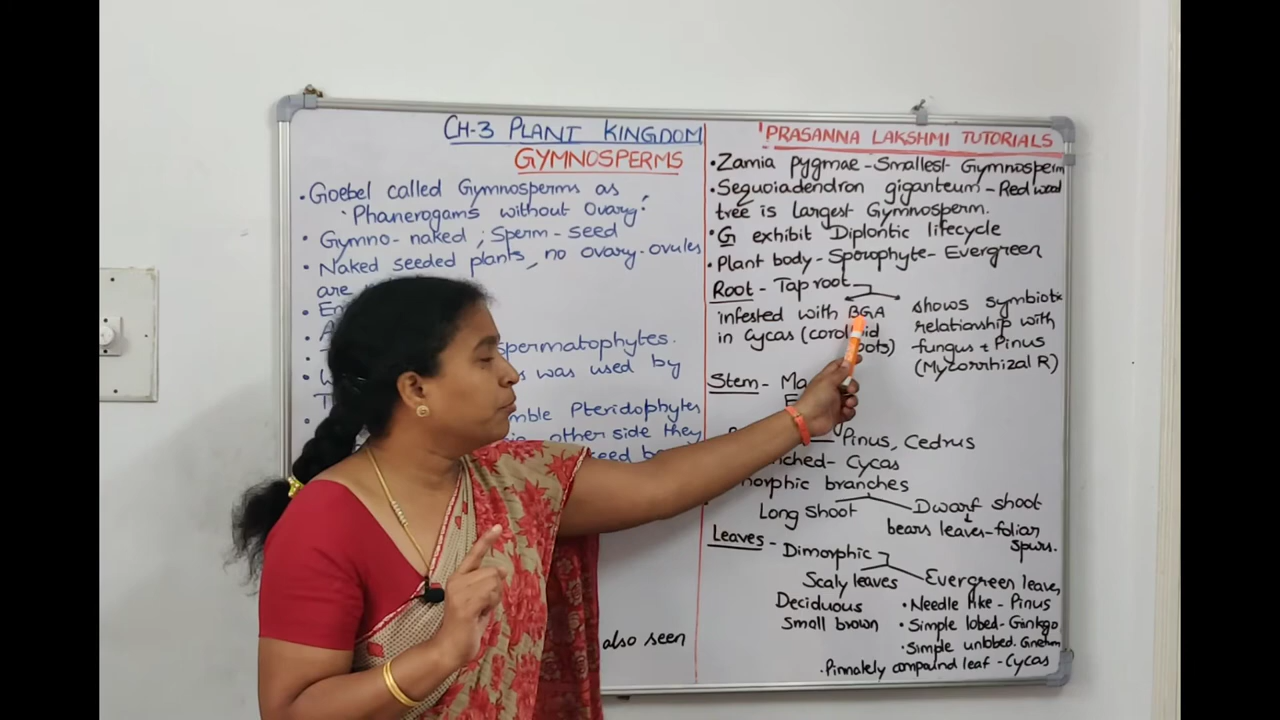 CH-3 PLANT KINGDOM
GYMNOSPERMS
• Goebel called Gymnosperms as
'Phanerogams without Ovary'.
• Gymno-naked ; Sperm-seed
• Naked seeded plants, no ovary-ovules
are
spermatophytes.
was used by
Pteridophytes
other side they
also seen
'PRASANNA LAKSHMI TUTORIALS
• Zamia pygmae - Smallest Gymnosperm
• Sequoiadendron giganteum - Red wood
tree is largest Gymnosperm.
• G exhibit Diplontic lifecycle
• Plant body - Sporophyte - Evergreen
Root - Tap root
infested with BGA
in Cycas (
shows symbiotic
relationship with
fungus + Pinus
(Mycorrhizal R)
Stem -
Pinus, Cedrus
Cycas
branches
Long Shoot
Dwarf shoot
bears leaves-foliar
spurs.
Leaves - Dimorphic
Scaly leaves
Deciduous
Small brown
Evergreen leaves
• Needle like - Pinus
• Simple lobed - Ginkgo
• Simple unlobed. Gnetum
• Pinnately compound leaf - Cycas